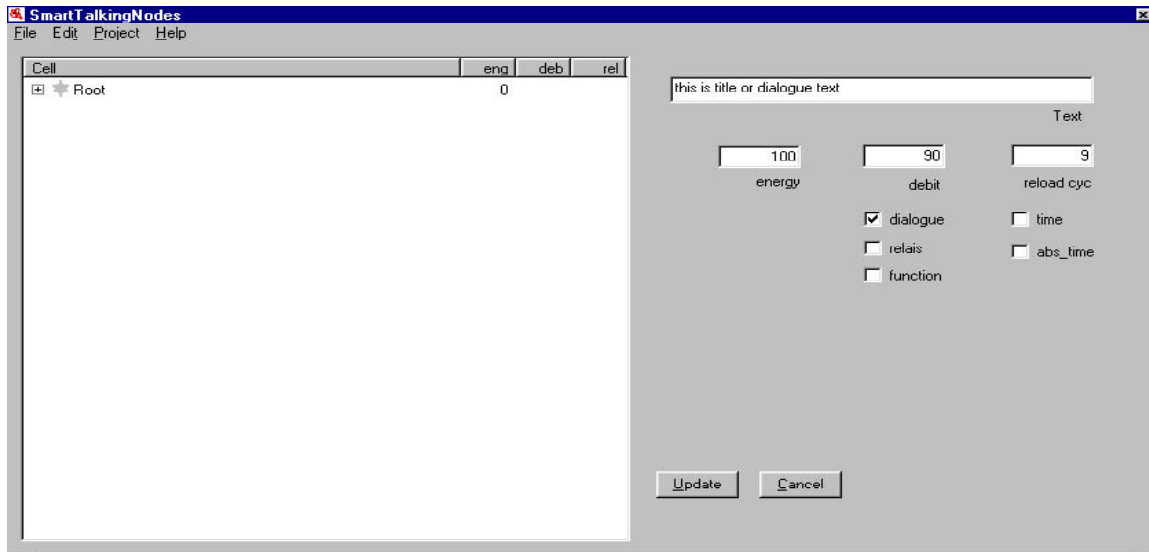 SmartTalkingNodes
File Edit Project Help
Cell eng deb rel
Root 0
this is title or dialogue text
Text
100 90 9
energy debit reload cyc
dialogue time
relais abs_time
function
Update Cancel